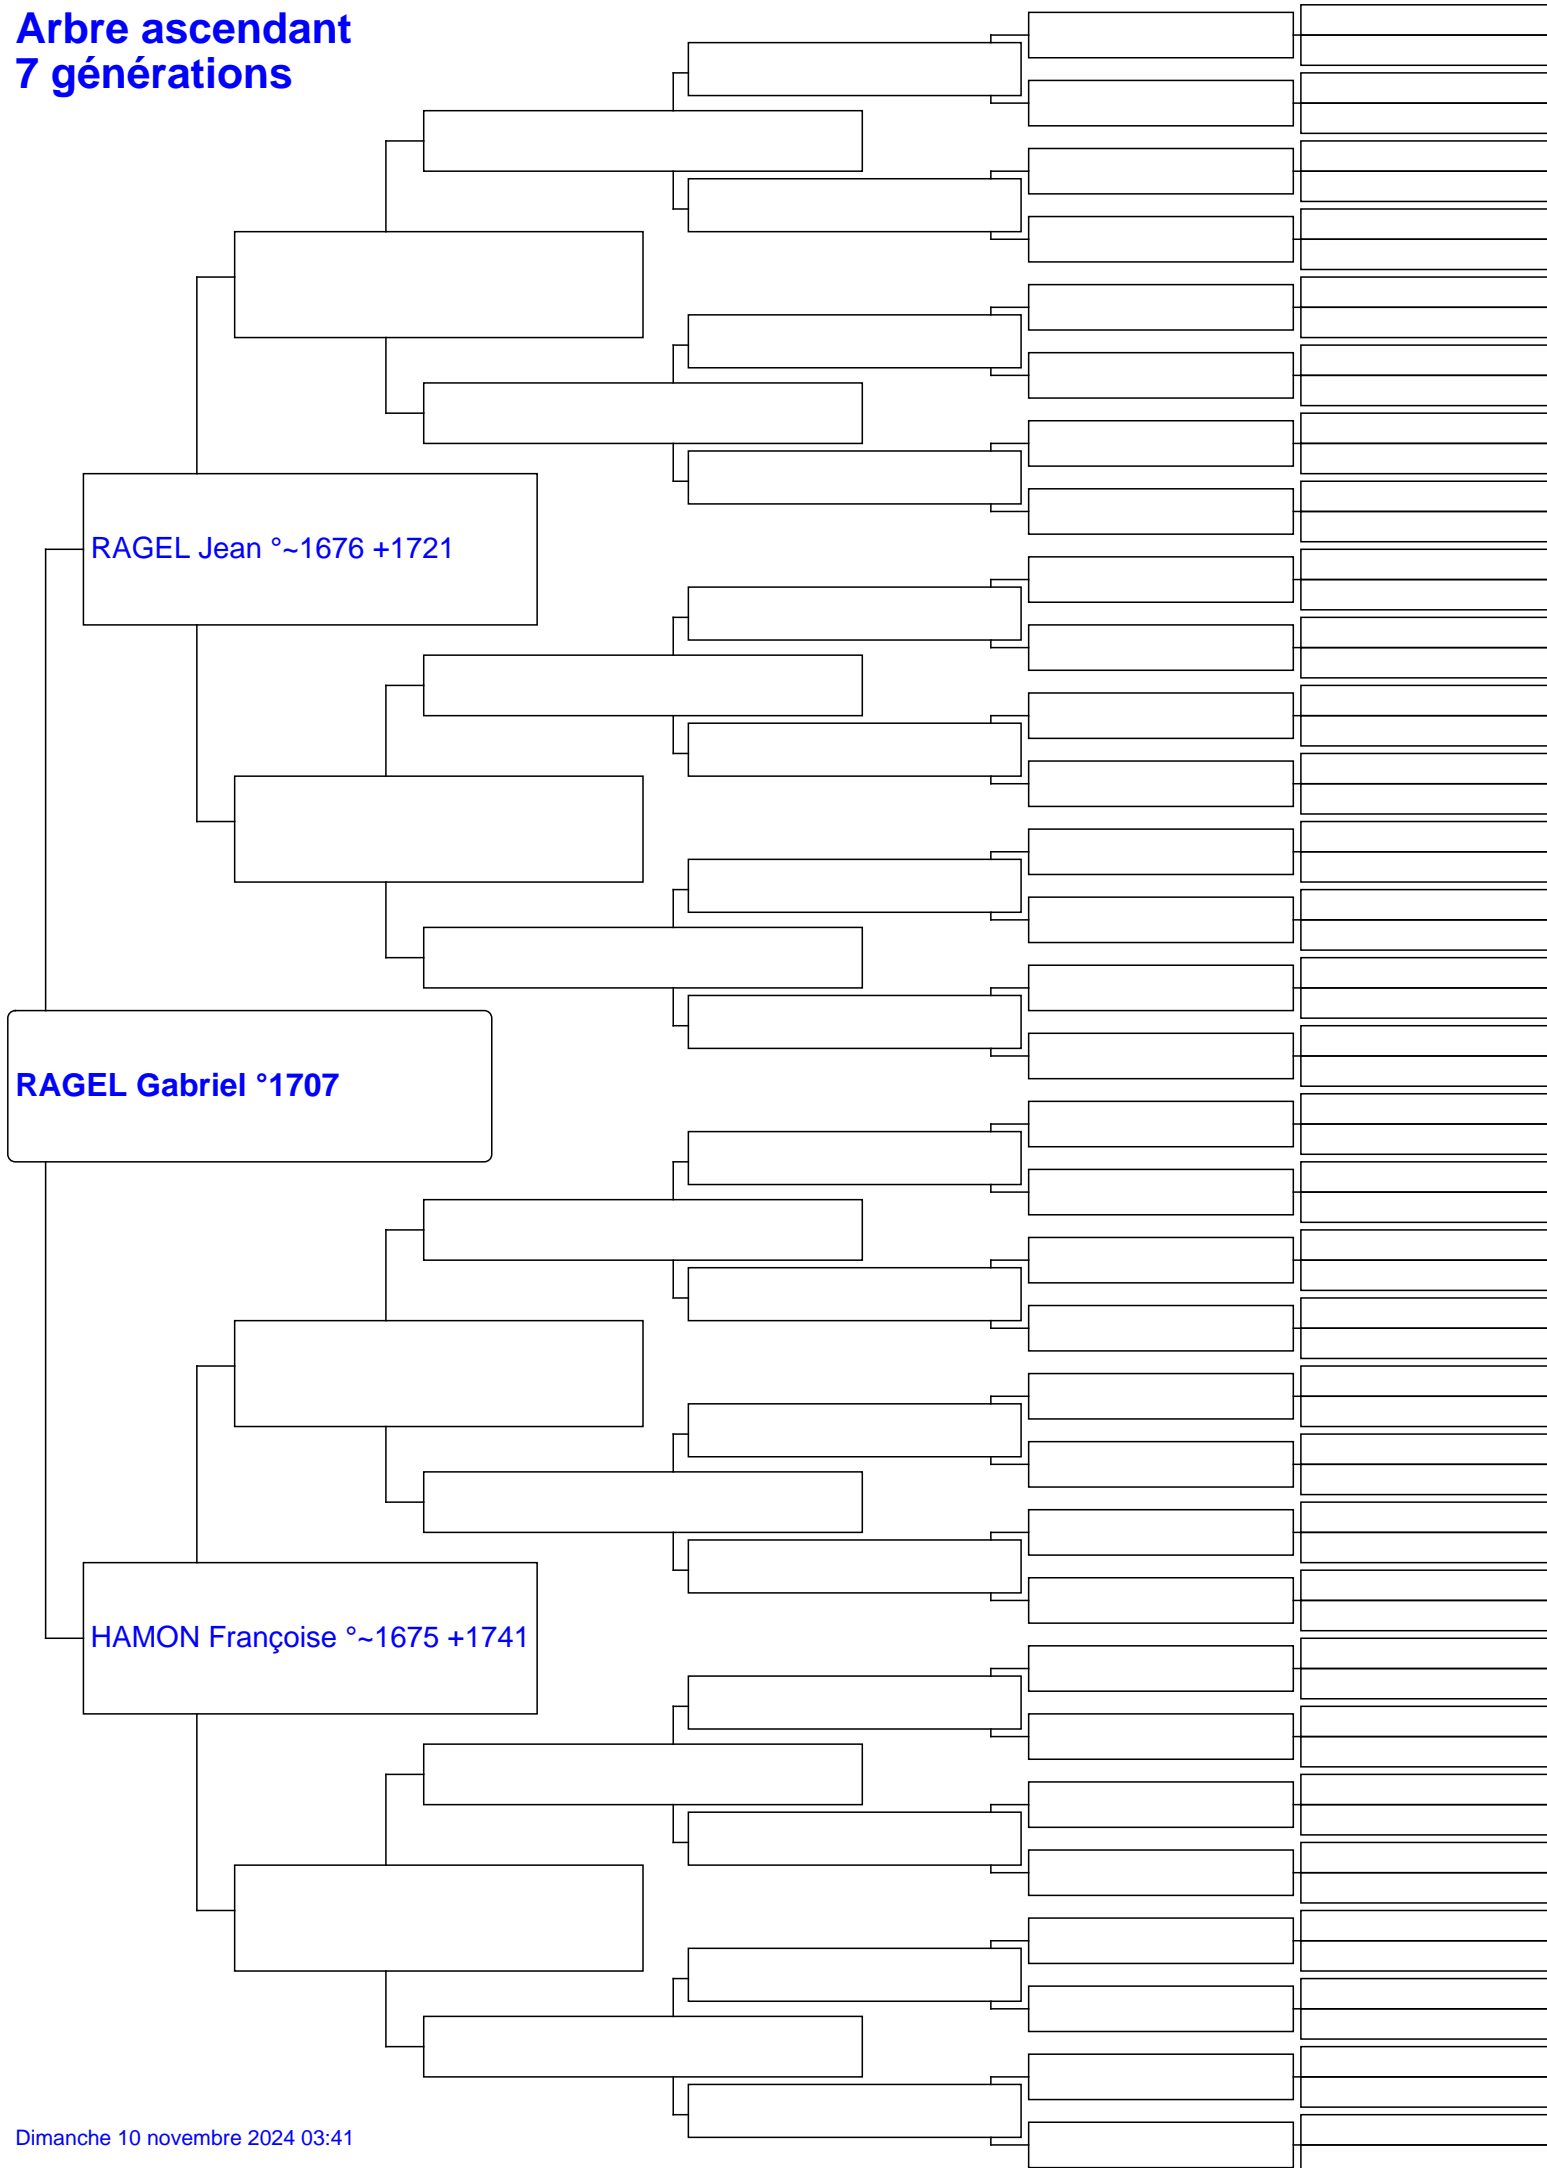 Arbre ascendant
7 générations
RAGEL Jean °~1676 +1721
RAGEL Gabriel °1707
HAMON Françoise °~1675 +1741
Dimanche 10 novembre 2024 03:41